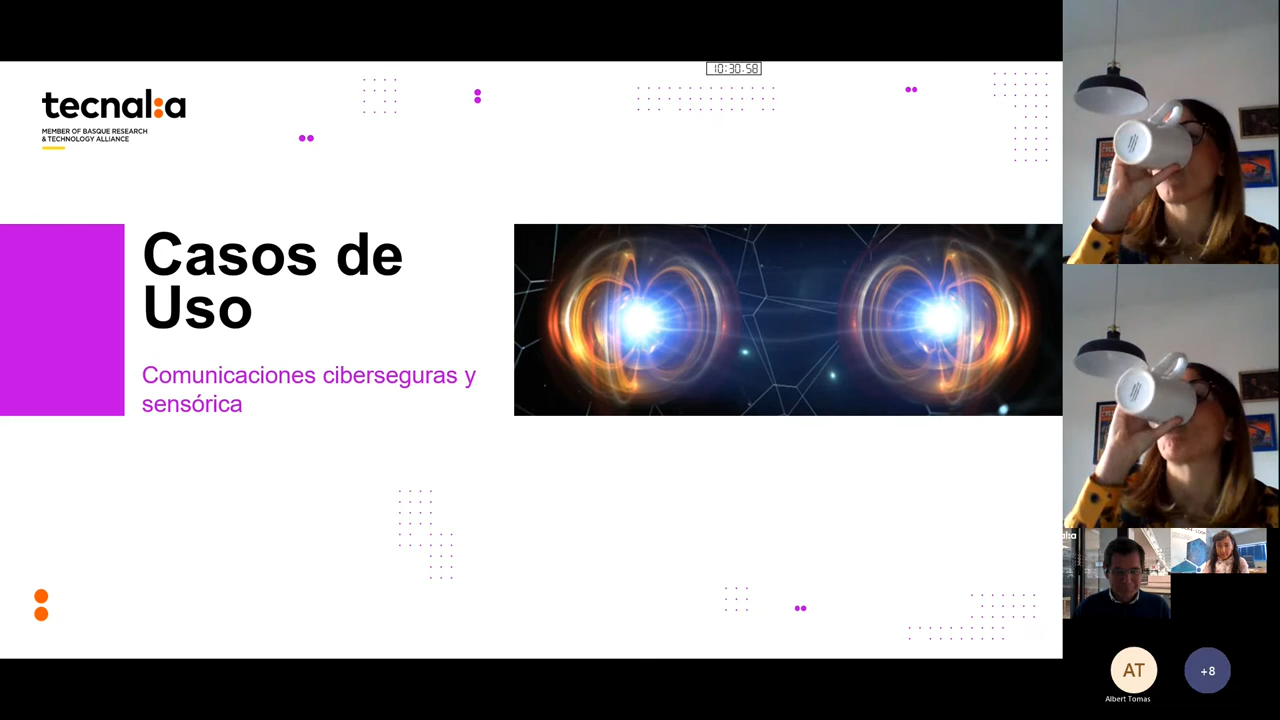 10:30:58
tecnal:a
MEMBER OF BASQUE RESEARCH
& TECHNOLOGY ALLIANCE
Casos de
Uso
Comunicaciones ciberseguras y
sensórica
al:a
AT
+8
Albert Tomas